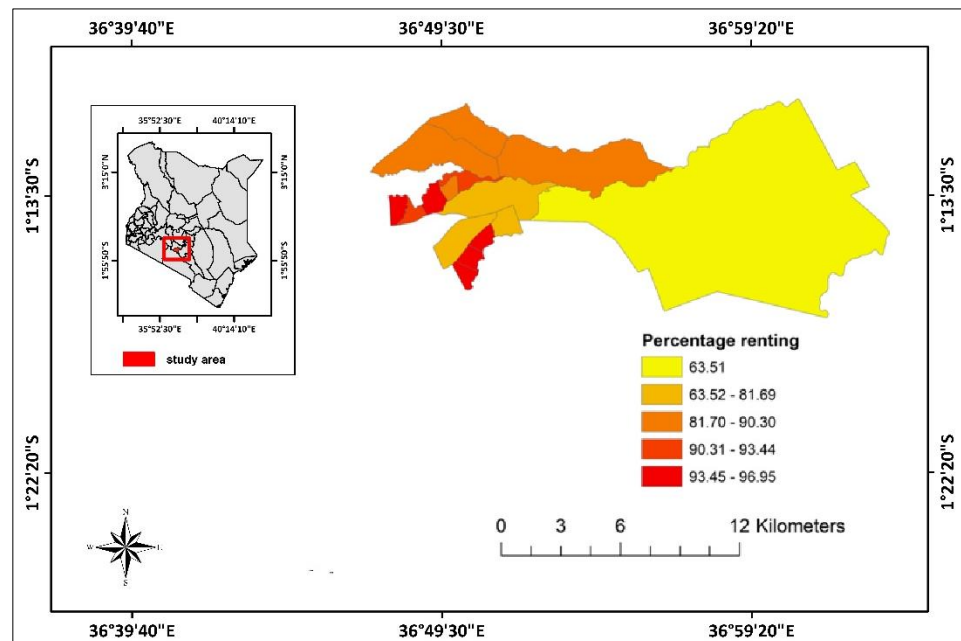 36°39'40"E 36°49'30"E 36°59'20"E
35°52'30"E 40°14'10"E
3°15'0"N 3°15'0"N
1°13'30"S 1°13'30"S
1°55'50"S 1°55'50"S
35°52'30"E 40°14'10"E
study area
Percentage renting
63.51
63.52 - 81.69
81.70 - 90.30
90.31 - 93.44
93.45 - 96.95
1°22'20"S 1°22'20"S
0 3 6 12 Kilometers
N
W E
S
36°39'40"E 36°49'30"E 36°59'20"E